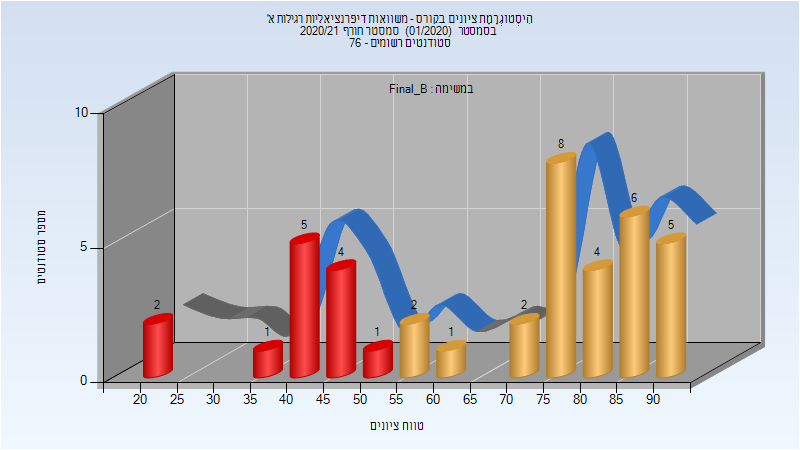 היסטוגרמת ציונים בקורס - משוואות דיפרנציאליות רגילות א'
בסמסטר (01/2020) סמסטר חורף 2020/21
סטודנטים רשומים - 76
במשימה : Final_B
10
5
0
מספר סטודנטים
2
1
5
4
1
2
1
2
8
4
6
5
20 25 30 35 40 45 50 55 60 65 70 75 80 85 90
טווח ציונים